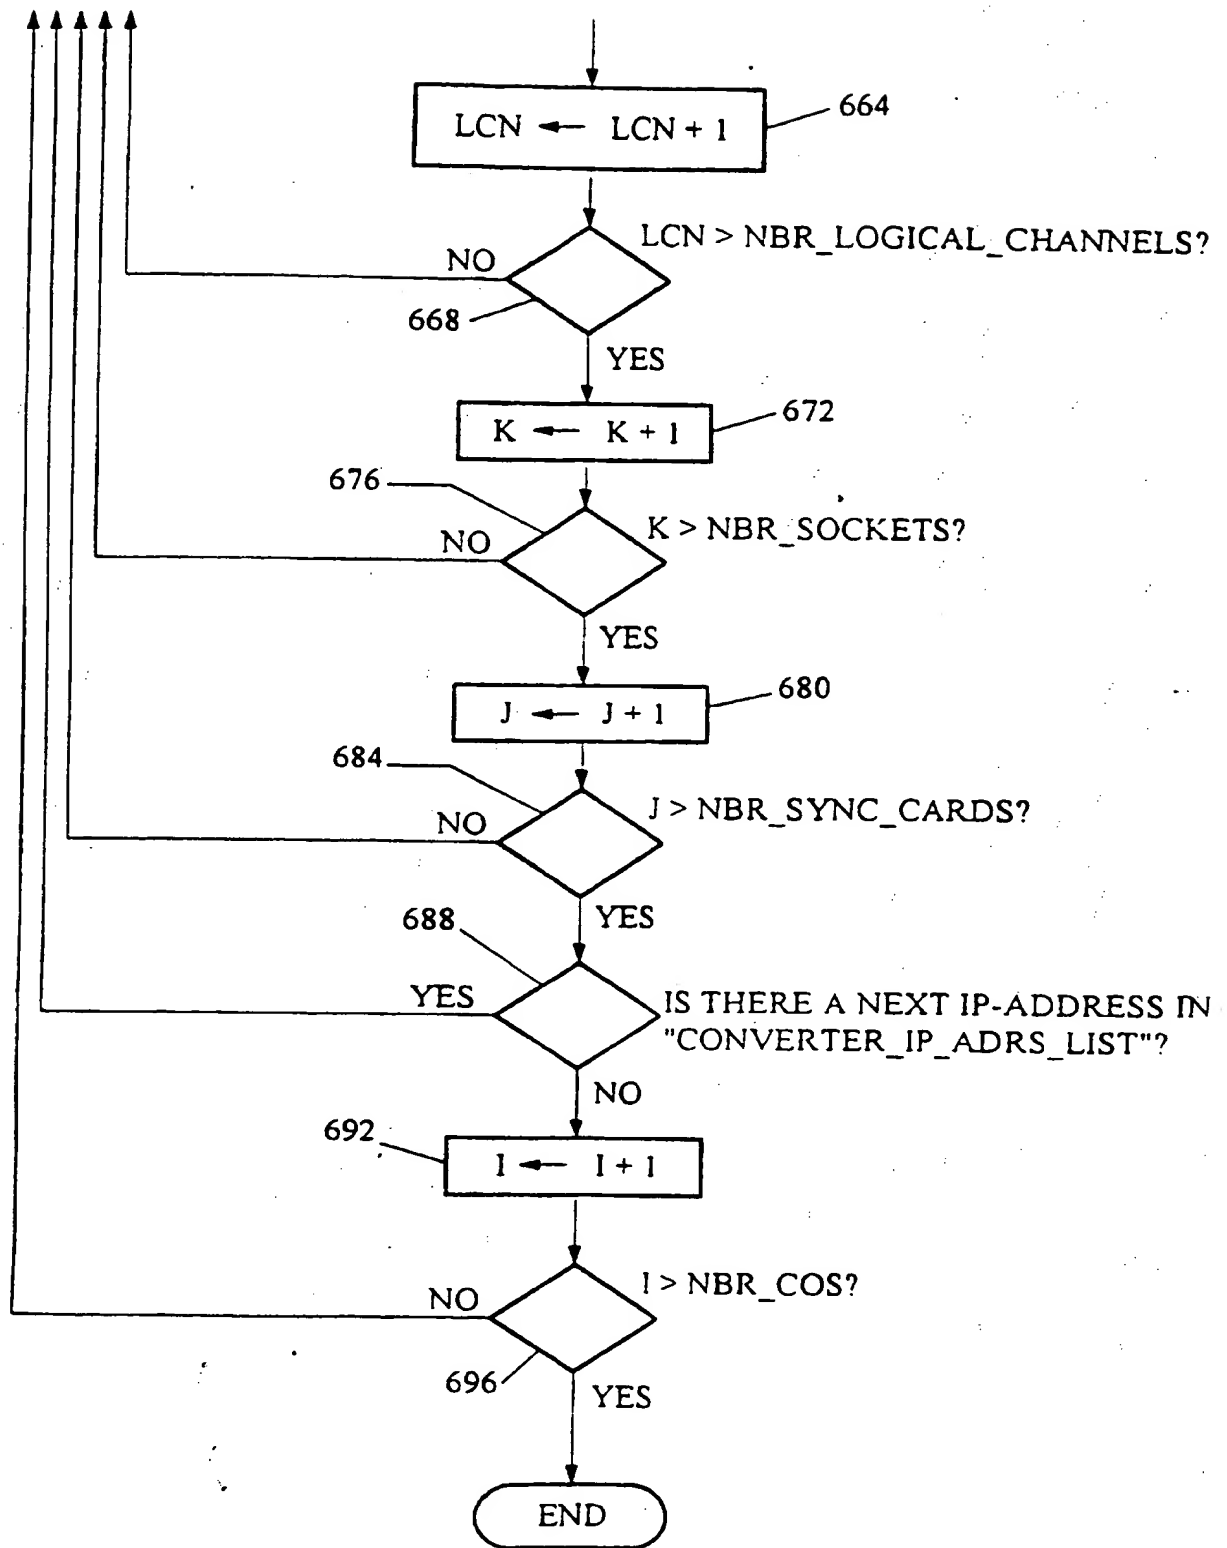 LCN ← LCN + 1
664
LCN > NBR_LOGICAL_CHANNELS?
NO
668
YES
K ← K + 1
672
676
K > NBR_SOCKETS?
NO
YES
J ← J + 1
680
684
J > NBR_SYNC_CARDS?
NO
YES
688
YES
IS THERE A NEXT IP-ADDRESS IN
"CONVERTER_IP_ADRS_LIST"?
NO
692
I ← I + 1
I > NBR_COS?
NO
696
YES
END